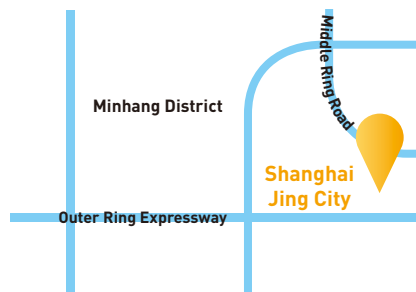 Middle Ring Road
Minhang District
Shanghai
Jing City
Outer Ring Expressway